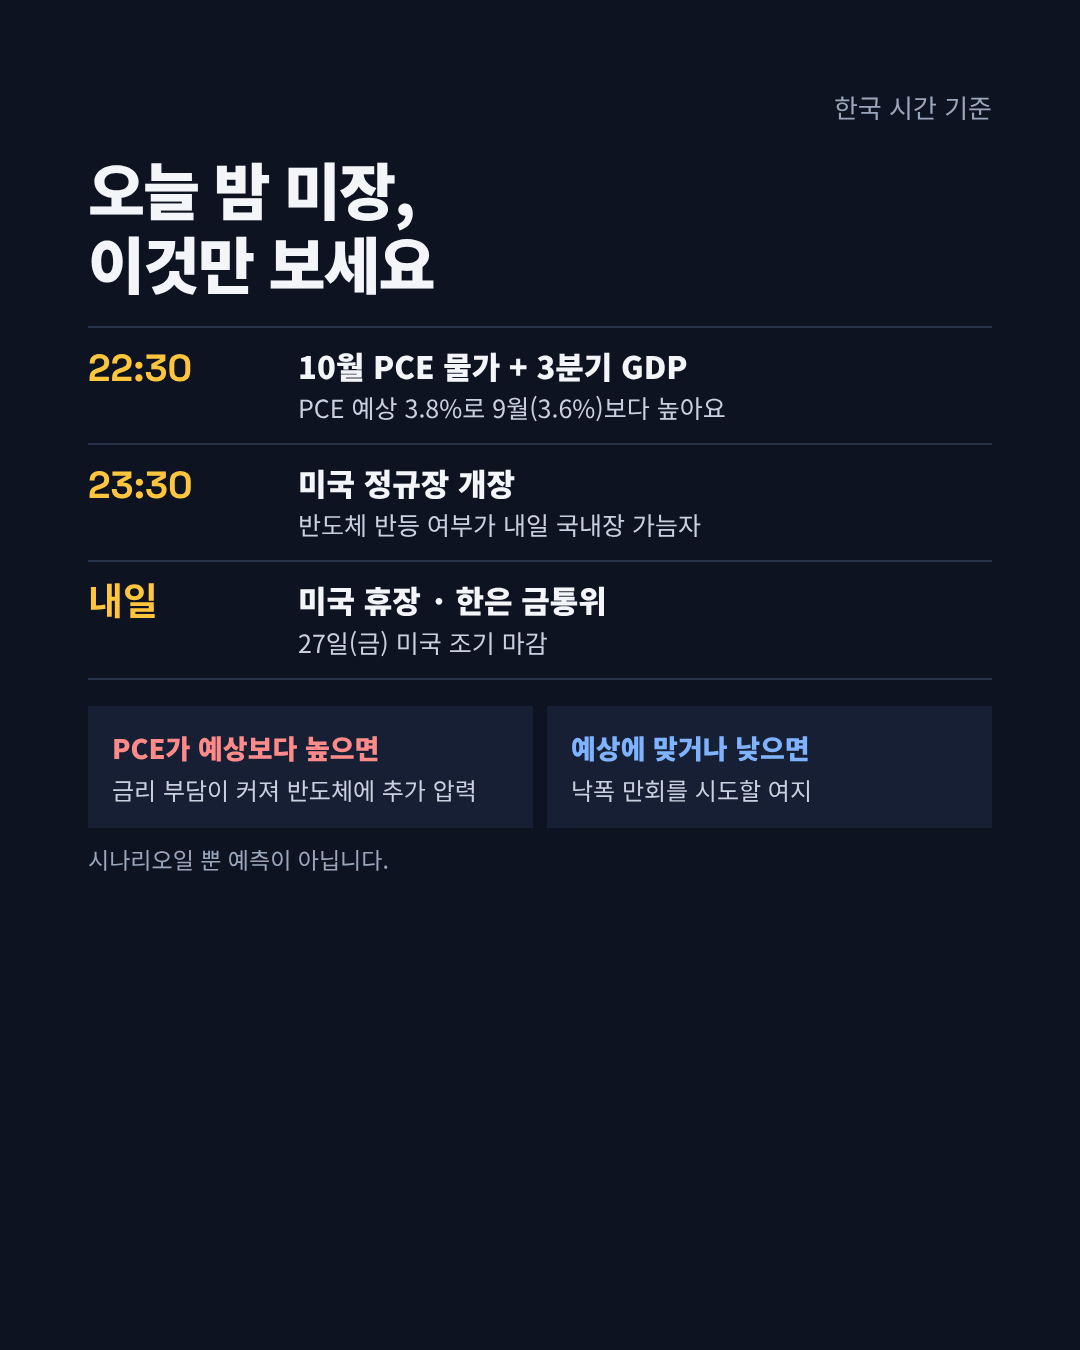 한국 시간 기준
오늘 밤 미장,
이것만 보세요
22:30
10월 PCE 물가 + 3분기 GDP
PCE 예상 3.8%로 9월(3.6%)보다 높아요
23:30
미국 정규장 개장
반도체 반등 여부가 내일 국내장 가늠자
내일
미국 휴장 · 한은 금통위
27일(금) 미국 조기 마감
PCE가 예상보다 높으면
금리 부담이 커져 반도체에 추가 압력
예상에 맞거나 낮으면
낙폭 만회를 시도할 여지
시나리오일 뿐 예측이 아닙니다.